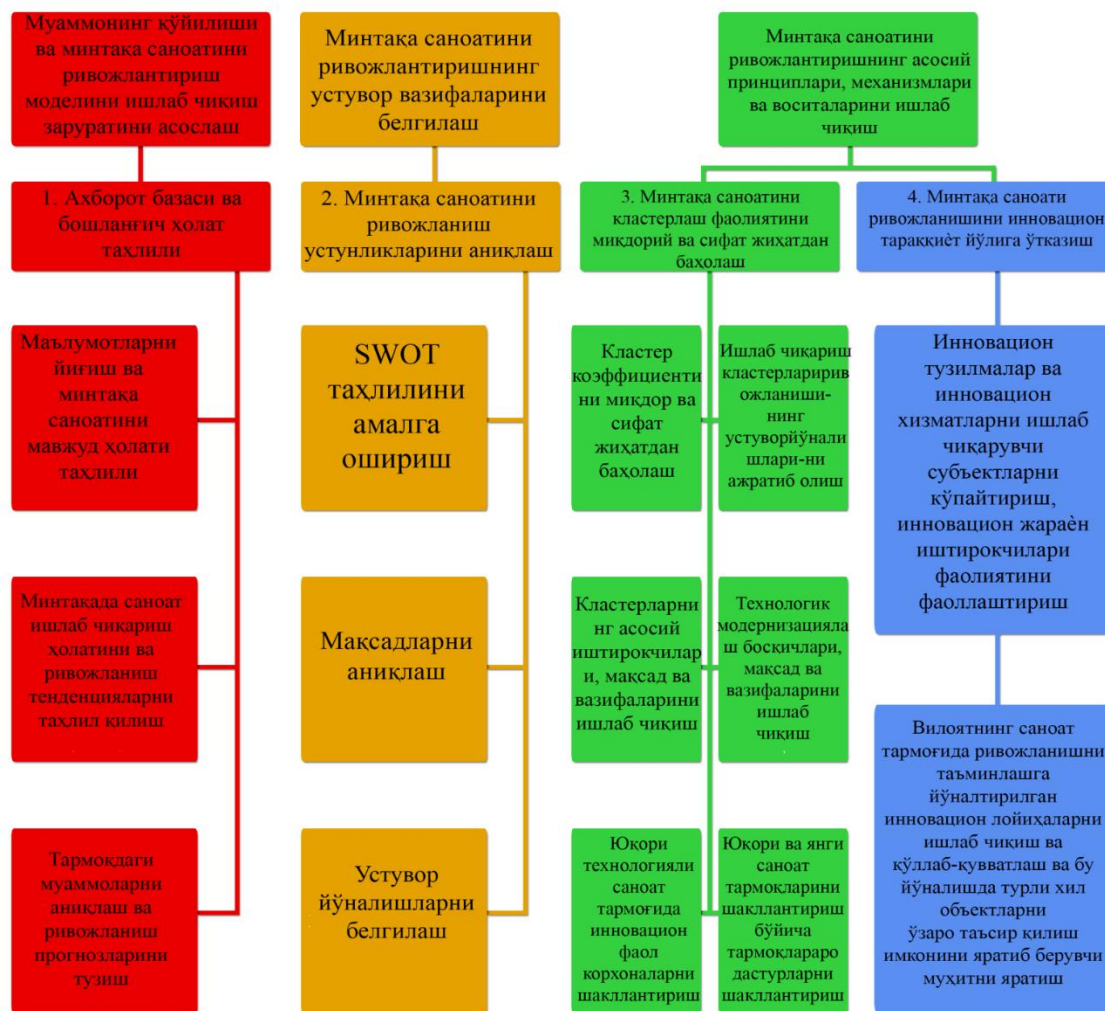 Муаммонинг қўйилиши
ва минтақа саноатини
ривожлантириш
моделини ишлаб чиқиш
заруратини асослаш
Минтақа саноатини
ривожлантиришнинг
устувор вазифаларини
белгилаш
Минтақа саноатини
ривожлантиришнинг асосий
принциплари, механизмлари
ва воситаларини ишлаб
чиқиш
1. Ахборот базаси ва
бошланғич ҳолат
таҳлили
2. Минтақа саноатини
ривожланиш
устунликларини аниқлаш
3. Минтақа саноатини
кластерлаш фаолиятини
миқдорий ва сифат жиҳатдан
баҳолаш
4. Минтақа саноати
ривожланишини инновацион
тараққиѐт йўлига ўтказиш
Маълумотларни
йиғиш ва
минтақа
саноатини
мавжуд ҳолати
таҳлили
SWOT
таҳлилини
амалга
ошириш
Кластер
коэффициенти
ни миқдор ва
сифат
жиҳатдан
баҳолаш
Ишлаб чиқариш
кластерларирив
ожланиши-
нинг
устуворйўнали
шлари-ни
ажратиб олиш
Инновацион
тузилмалар ва
инновацион
хизматларни ишлаб
чиқарувчи
субъектларни
кўпайтириш,
инновацион жараѐн
иштирокчилари
фаолиятини
фаоллаштириш
Минтақада саноат
ишлаб чиқариш
ҳолатини ва
ривожланиш
тенденцияларни
таҳлил қилиш
Мақсадларни
аниқлаш
Кластерларни
нг асосий
иштирокчилар
и, мақсад ва
вазифаларини
ишлаб чиқиш
Технологик
модернизацияла
ш босқичлари,
мақсад ва
вазифаларини
ишлаб
чиқиш
Вилоятнинг саноат
тармоғида ривожланишни
таъминлашга
йўналтирилган
инновацион лойиҳаларни
ишлаб чиқиш ва
қўллаб-қувватлаш ва бу
йўналишда турли хил
объектларни
ўзаро таъсир қилиш
имконини яратиб берувчи
муҳитни яратиш
Тармоқдаги
муаммоларни
аниқлаш ва
ривожланиш
прогнозларини
тузиш
Устувор
йўналишларни
белгилаш
Юқори
технологияли
саноат
тармоғида
инновацион
фаол
корхоналарни
шакллантириш
Юқори ва янги
саноат
тармоқларини
шакллантириш
бўйича
тармоқлараро
дастурларни
шакллантириш